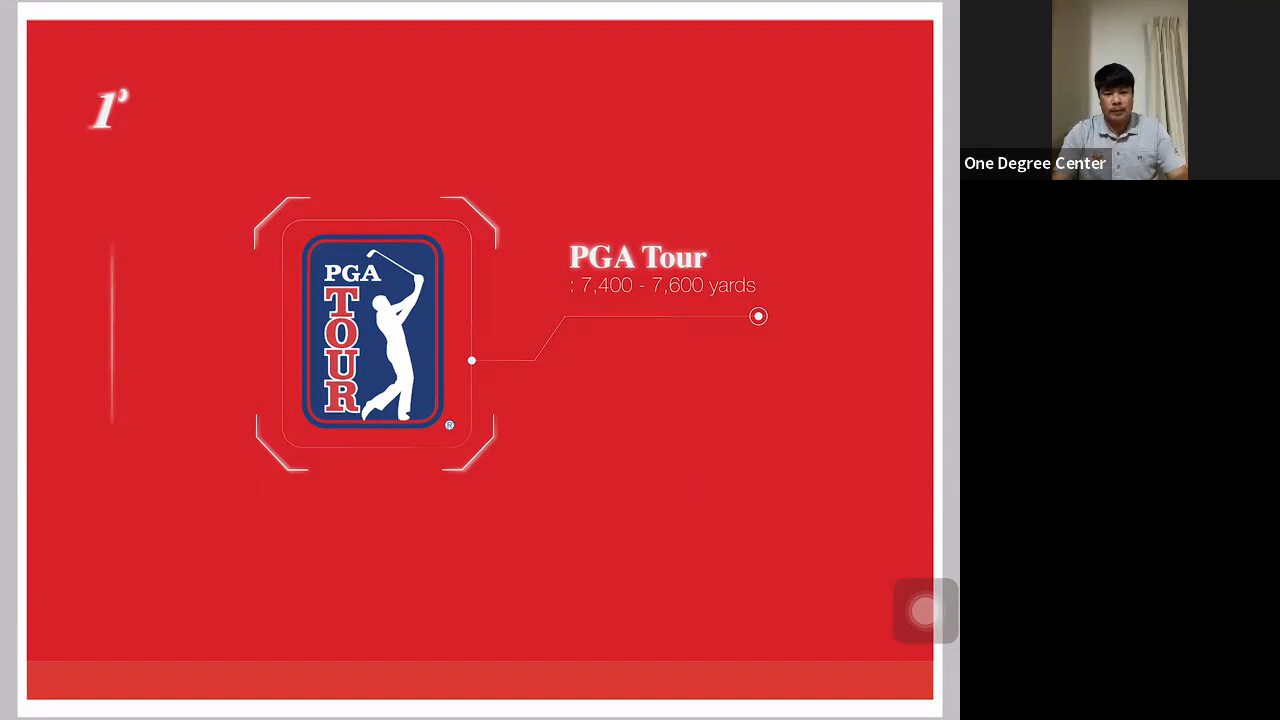 1°
PGA
TOUR
®
PGA Tour
: 7,400 - 7,600 yards
One Degree Center